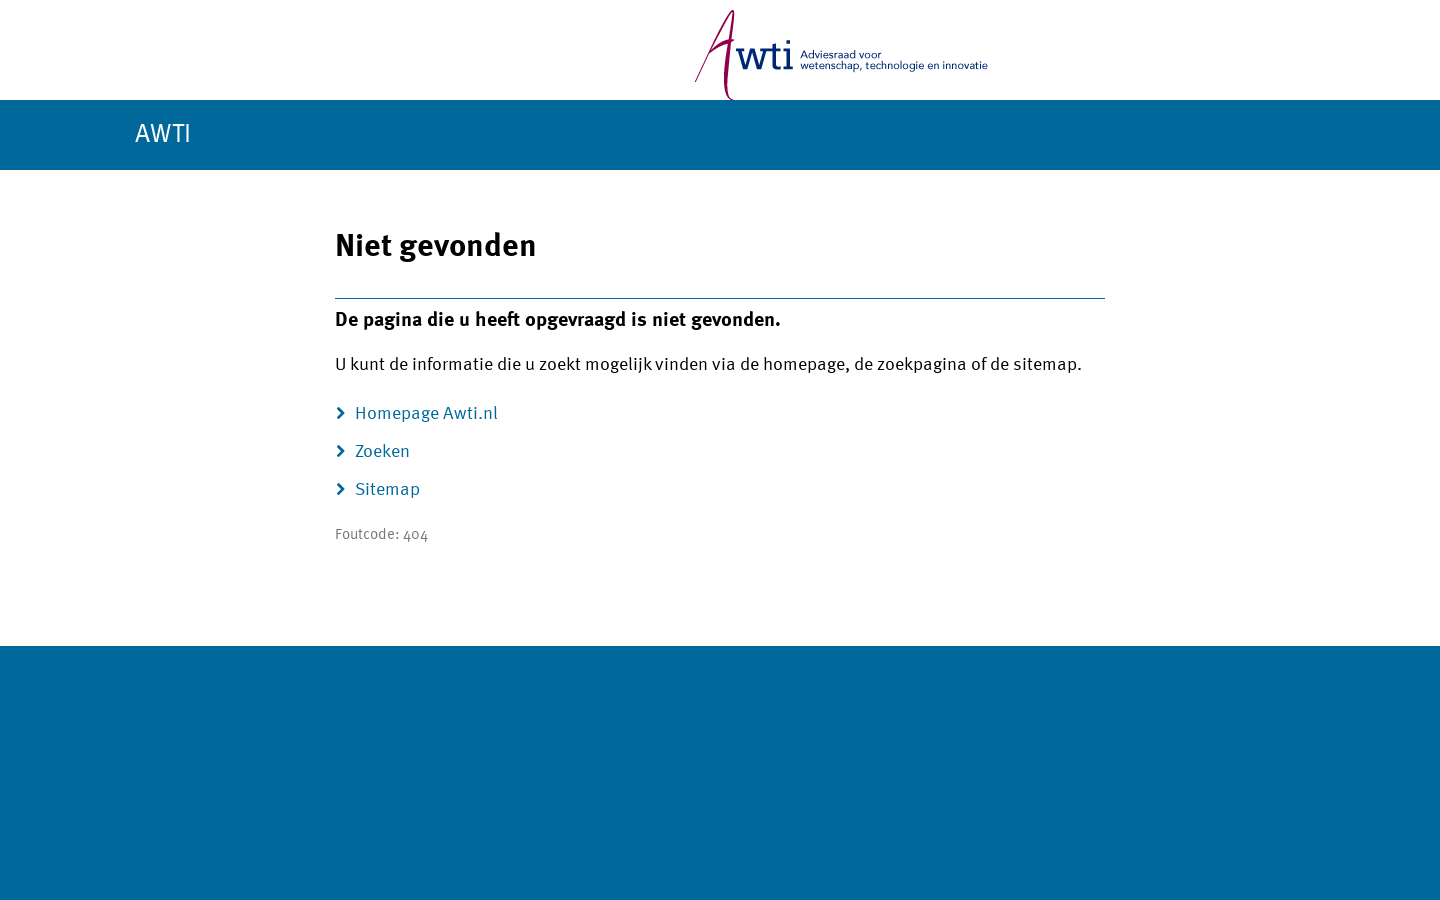 Awti
Adviesraad voor
wetenschap, technologie en innovatie
AWTI
Niet gevonden
De pagina die u heeft opgevraagd is niet gevonden.
U kunt de informatie die u zoekt mogelijk vinden via de homepage, de zoekpagina of de sitemap.
Homepage Awti.nl
Zoeken
Sitemap
Foutcode: 404